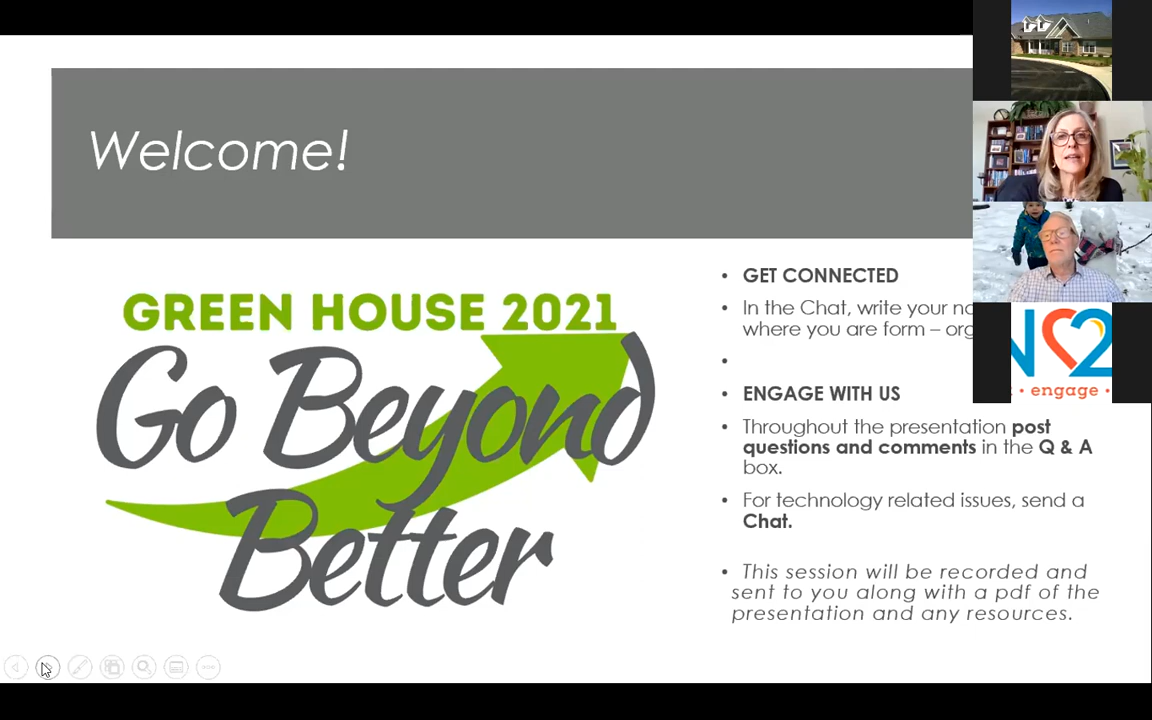 Welcome!
GREEN HOUSE 2021
Go Beyond
Better
• GET CONNECTED
• In the Chat, write your
where you are form –
•
• ENGAGE WITH US
• Throughout the presentation post
questions and comments in the Q & A
box.
• For technology related issues, send a
Chat.
• This session will be recorded and
sent to you along with a pdf of the
presentation and any resources.
N2
• engage •